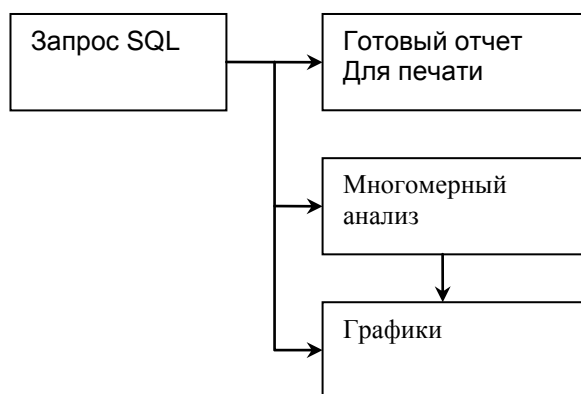 Запрос SQL
Готовый отчет
Для печати
Многомерный
анализ
Графики